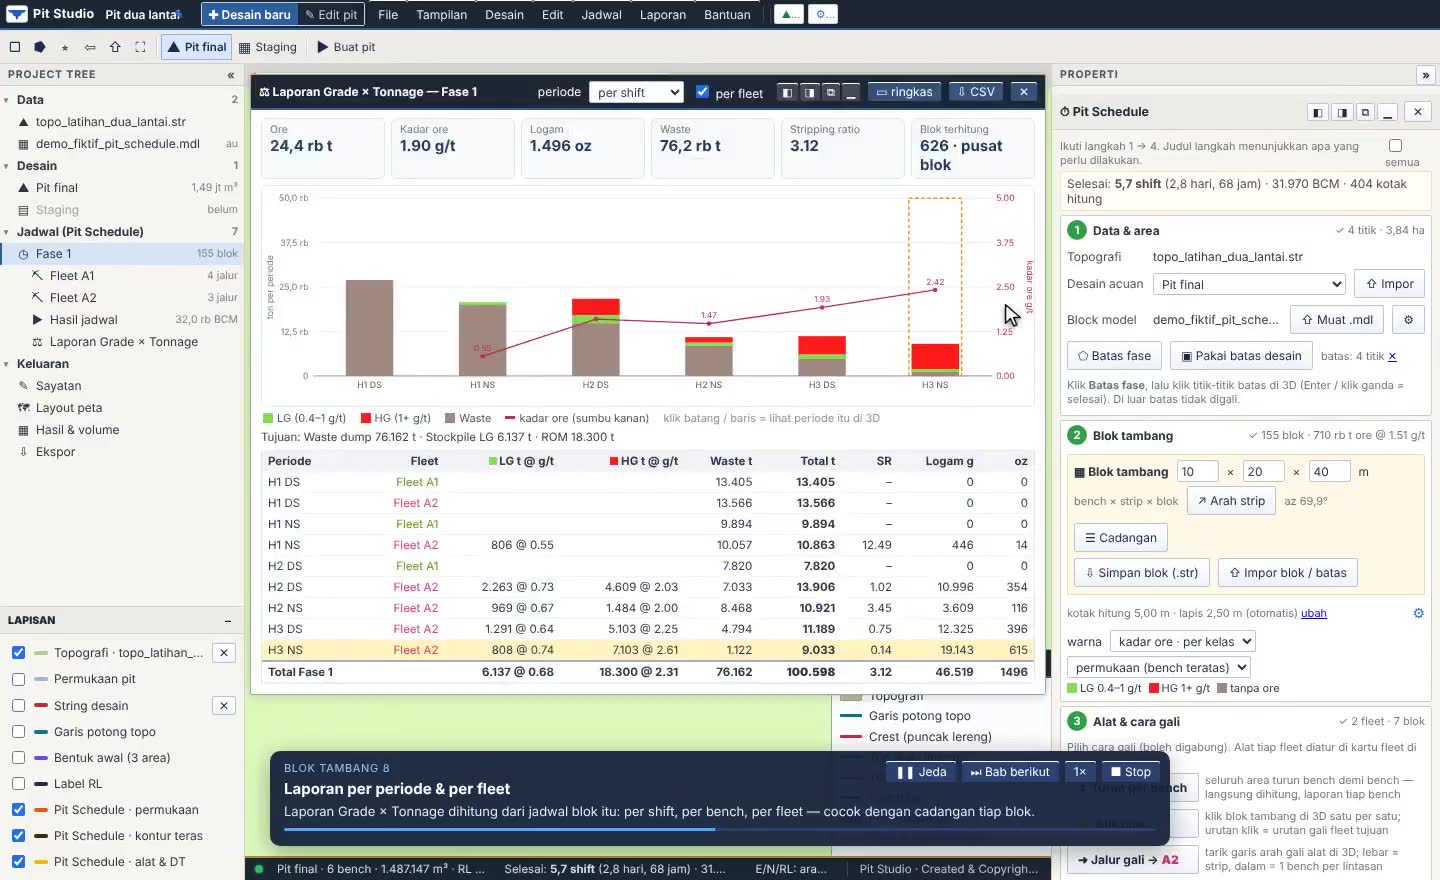 Pit Studio Pit dua lantai ✚ Desain baru ✎ Edit pit File Tampilan Desain Edit Jadwal Laporan Bantuan
Pit final Staging Buat pit
PROJECT TREE «
Data 2
topo_latihan_dua_lantai.str
demo_fiktif_pit_schedule.mdl au
Desain 1
Pit final 1,49 jt m³
Staging belum
Jadwal (Pit Schedule) 7
Fase 1 155 blok
Fleet A1 4 jalur
Fleet A2 3 jalur
Hasil jadwal 32,0 rb BCM
Laporan Grade × Tonnage
Keluaran
Sayatan
Layout peta
Hasil & volume
Ekspor
LAPISAN –
Topografi · topo_latihan_... ✕
Permukaan pit
String desain ✕
Garis potong topo
Bentuk awal (3 area)
Label RL
Pit Schedule · permukaan
Pit Schedule · kontur teras
Pit Schedule · alat & DT
Laporan Grade × Tonnage — Fase 1 periode per shift per fleet ringkas ⇩ CSV ✕
Ore
24,4 rb t
Kadar ore
1.90 g/t
Logam
1.496 oz
Waste
76,2 rb t
Stripping ratio
3.12
Blok terhitung
626 · pusat
blok
50,0 rb
37,5 rb
25,0 rb
12,5 rb
0
ton per periode
0.55
1.47
1.93
2.42
5.00
3.75
2.50
1.25
0.00
kadar ore g/t
H1 DS H1 NS H2 DS H2 NS H3 DS H3 NS
LG (0.4–1 g/t) HG (1+ g/t) Waste kadar ore (sumbu kanan) klik batang / baris = lihat periode itu di 3D
Tujuan: Waste dump 76.162 t · Stockpile LG 6.137 t · ROM 18.300 t
Periode Fleet LG t @ g/t HG t @ g/t Waste t Total t SR Logam g oz
H1 DS Fleet A1 13.405 13.405 – 0 0
H1 DS Fleet A2 13.566 13.566 – 0 0
H1 NS Fleet A1 9.894 9.894 – 0 0
H1 NS Fleet A2 806 @ 0.55 10.057 10.863 12.49 446 14
H2 DS Fleet A1 7.820 7.820 – 0 0
H2 DS Fleet A2 2.263 @ 0.73 4.609 @ 2.03 7.033 13.906 1.02 10.996 354
H2 NS Fleet A2 969 @ 0.67 1.484 @ 2.00 8.468 10.921 3.45 3.609 116
H3 DS Fleet A2 1.291 @ 0.64 5.103 @ 2.25 4.794 11.189 0.75 12.325 396
H3 NS Fleet A2 808 @ 0.74 7.103 @ 2.61 1.122 9.033 0.14 19.143 615
Total Fase 1 6.137 @ 0.68 18.300 @ 2.31 76.162 100.598 3.12 46.519 1496
Topografi
Garis potong topo
Crest (puncak lereng)
BLOK TAMBANG 8
Jeda Bab berikut 1× Stop
Laporan per periode & per fleet
Laporan Grade × Tonnage dihitung dari jadwal blok itu: per shift, per bench, per fleet — cocok dengan cadangan tiap blok.
Pit final · 6 bench · 1.487.147 m³ · RL ... Selesai: 5,7 shift (2,8 hari, 68 jam) · 31.... E/N/RL: ara... Pit Studio · Created & Copyrigh...
PROPERTI »
Pit Schedule ✕
Ikuti langkah 1 → 4. Judul langkah menunjukkan apa yang
perlu dilakukan.
semua
Selesai: 5,7 shift (2,8 hari, 68 jam) · 31.970 BCM · 404 kotak
hitung
1 Data & area ✓ 4 titik · 3,84 ha
Topografi topo_latihan_dua_lantai.str
Desain acuan Pit final ⇧ Impor
Block model demo_fiktif_pit_sche... ⇧ Muat .mdl
Batas fase Pakai batas desain batas: 4 titik ✕
Klik Batas fase, lalu klik titik-titik batas di 3D (Enter / klik ganda =
selesai). Di luar batas tidak digali.
2 Blok tambang ✓ 155 blok · 710 rb t ore @ 1.51 g/t
Blok tambang 10 × 20 × 40 m
bench × strip × blok ↗ Arah strip az 69,9°
☰ Cadangan
⇩ Simpan blok (.str) ⇧ Impor blok / batas
kotak hitung 5,00 m · lapis 2,50 m (otomatis) ubah
warna kadar ore · per kelas
permukaan (bench teratas)
LG 0.4–1 g/t HG 1+ g/t tanpa ore
3 Alat & cara gali ✓ 2 fleet · 7 blok
Pilih cara gali (boleh digabung). Alat tiap fleet diatur di kartu fleet di
seluruh area turun bench demi bench —
langsung dihitung, laporan tiap bench
klik blok tambang di 3D satu per satu;
urutan klik = urutan gali fleet tujuan
➜ Jalur gali → A2
tarik garis arah gali alat di 3D; lebar =
strip, dalam = 1 bench per lintasan